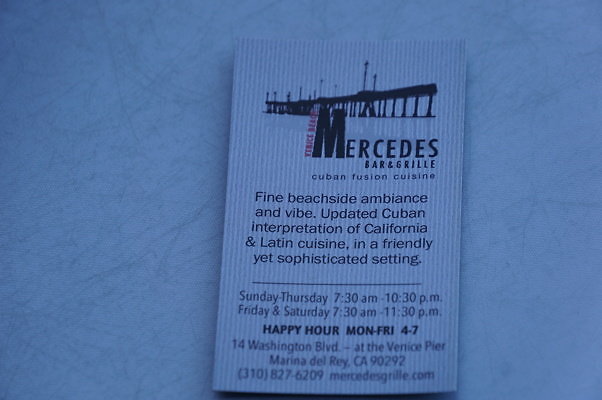 VENICE BEACH
MERCEDES
BAR & GRILLE
cuban fusion cuisine
Fine beachside ambiance
and vibe. Updated Cuban
interpretation of California
& Latin cuisine, in a friendly
yet sophisticated setting.
Sunday-Thursday 7:30 am -10:30 p.m.
Friday & Saturday 7:30 am -11:30 p.m.
HAPPY HOUR MON-FRI 4-7
14 Washington Blvd. – at the Venice Pier
Marina del Rey, CA 90292
(310) 827-6209 mercedesgrille.com